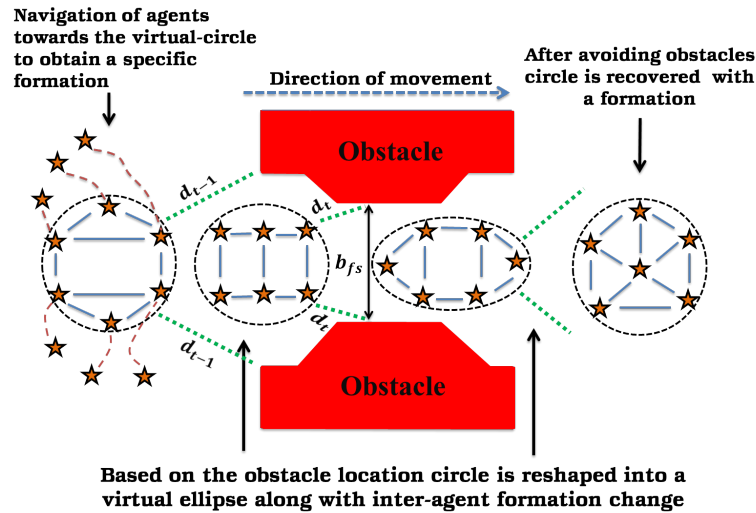 Navigation of agents
towards the virtual-circle
to obtain a specific
formation
Direction of movement
After avoiding obstacles
circle is recovered with
a formation
Obstacle
d_{t-1}
d_t
b_{fs}
d_t
d_{t-1}
Obstacle
Based on the obstacle location circle is reshaped into a
virtual ellipse along with inter-agent formation change